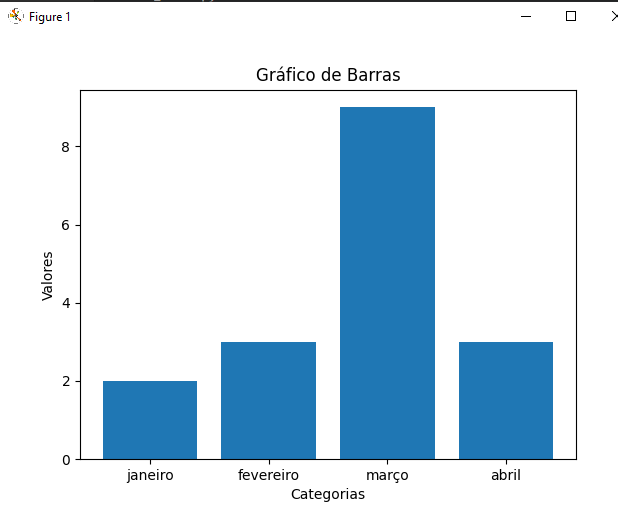 Figure 1
Gráfico de Barras
8
6
4
2
0
Valores
janeiro fevereiro março abril
Categorias